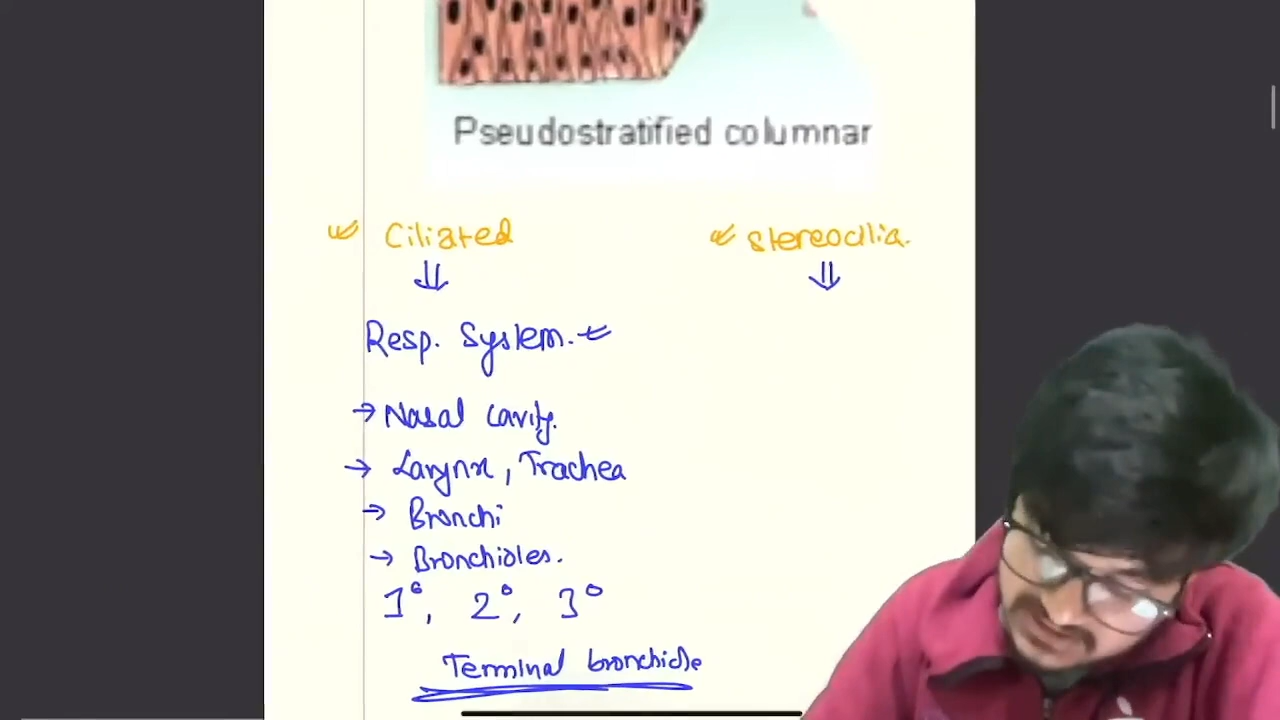 Pseudostratified columnar
Ciliated
Stereocilia.
Resp. System.
→ Nasal cavity.
→ Larynx, Trachea
→ Bronchi
→ Bronchioles.
1°, 2°, 3°
Terminal bronchiole